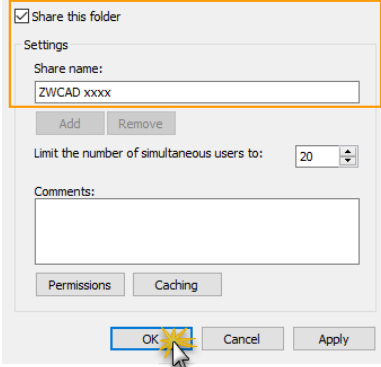 Share this folder
Settings
Share name:
ZWCAD xxxx
Add Remove
Limit the number of simultaneous users to: 20
Comments:
Permissions Caching
OK Cancel Apply